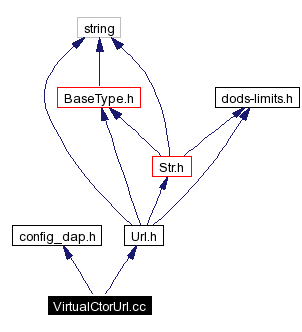 string
BaseType.h
dods-limits.h
Str.h
config_dap.h
Url.h
VirtualCtorUrl.cc